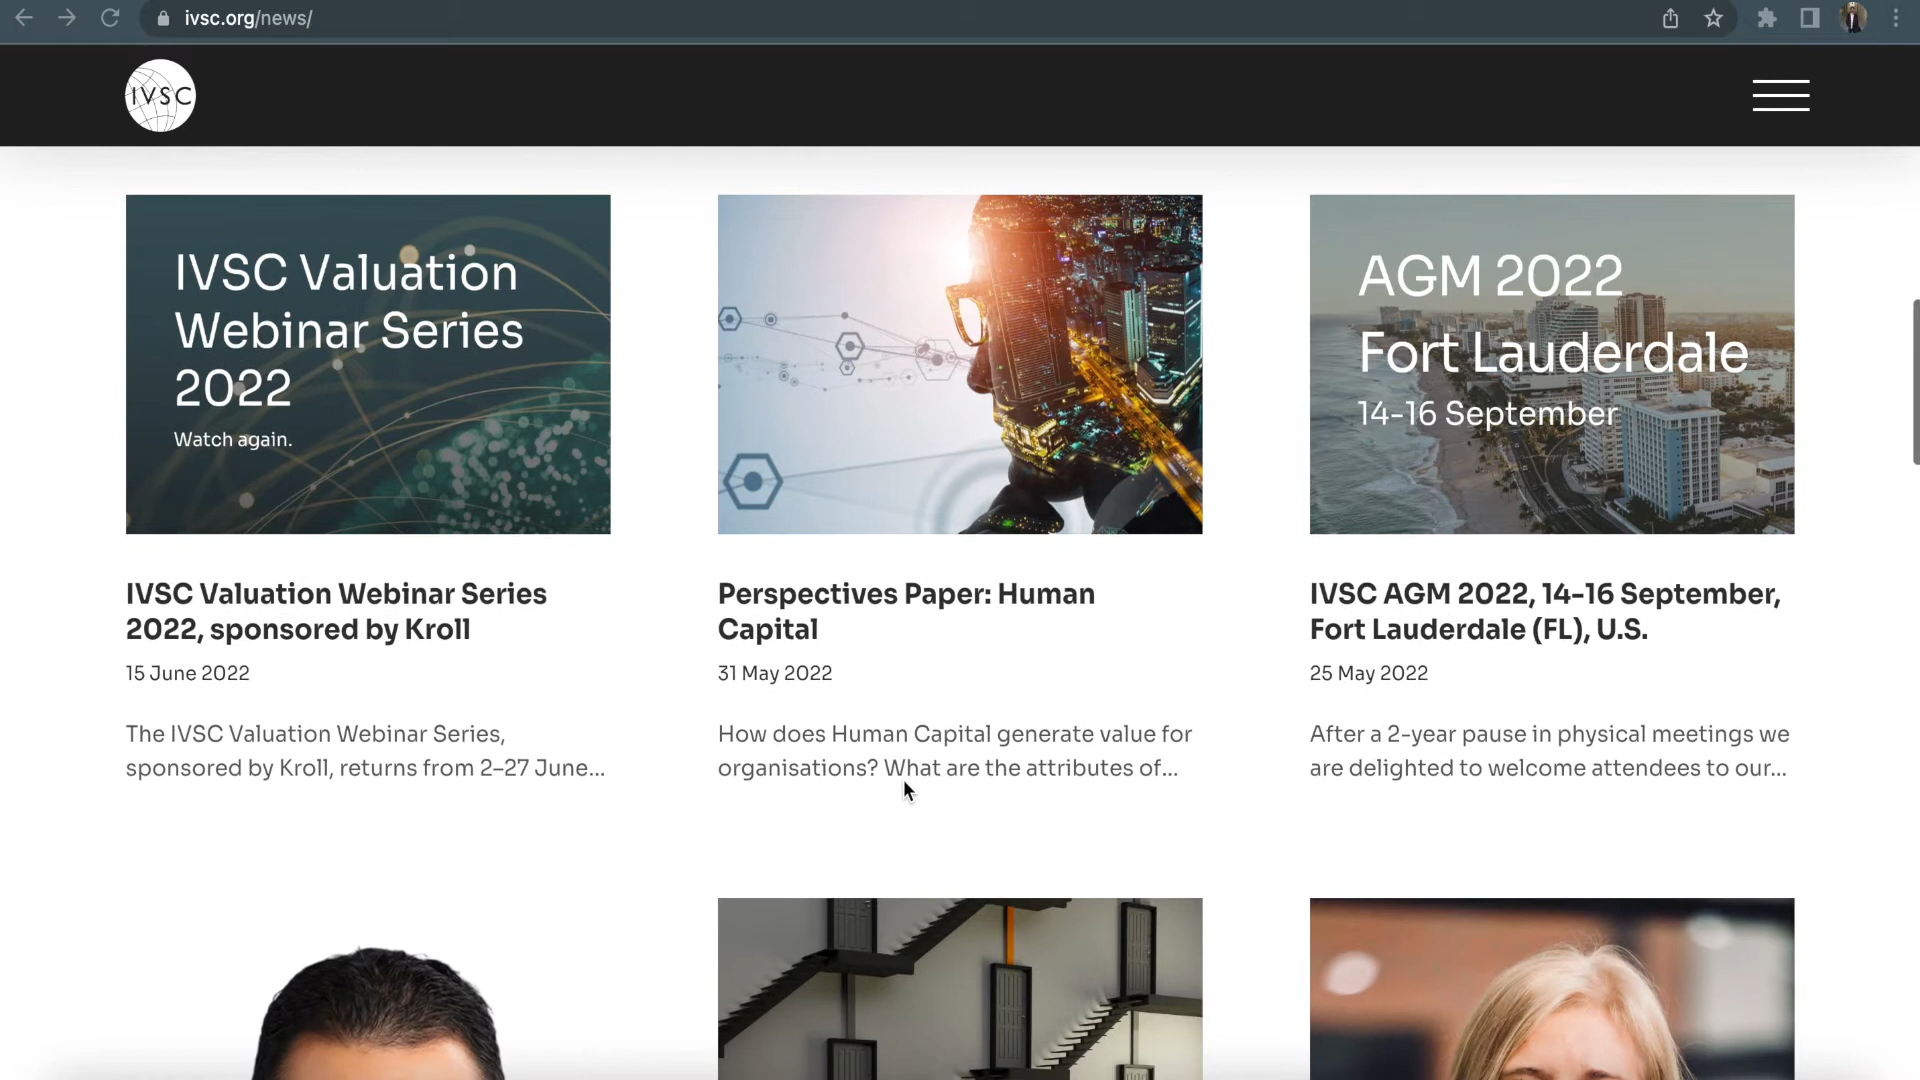 ivsc.org/news/
IVSC
IVSC Valuation
Webinar Series
2022
Watch again.
AGM 2022
Fort Lauderdale
14-16 September
IVSC Valuation Webinar Series
2022, sponsored by Kroll
15 June 2022
The IVSC Valuation Webinar Series,
sponsored by Kroll, returns from 2–27 June...
Perspectives Paper: Human
Capital
31 May 2022
How does Human Capital generate value for
organisations? What are the attributes of...
IVSC AGM 2022, 14-16 September,
Fort Lauderdale (FL), U.S.
25 May 2022
After a 2-year pause in physical meetings we
are delighted to welcome attendees to our...